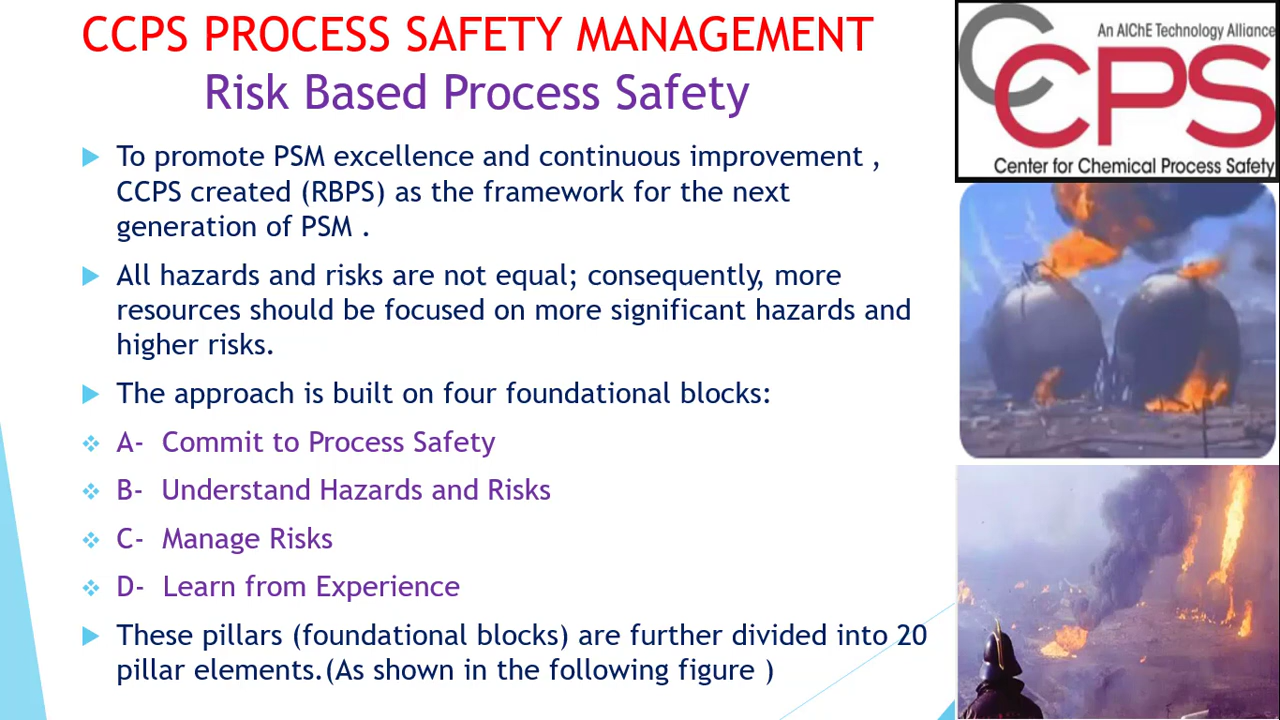 CCPS PROCESS SAFETY MANAGEMENT
Risk Based Process Safety
To promote PSM excellence and continuous improvement ,
CCPS created (RBPS) as the framework for the next
generation of PSM .
All hazards and risks are not equal; consequently, more
resources should be focused on more significant hazards and
higher risks.
The approach is built on four foundational blocks:
A- Commit to Process Safety
B- Understand Hazards and Risks
C- Manage Risks
D- Learn from Experience
These pillars (foundational blocks) are further divided into 20
pillar elements.(As shown in the following figure )
An AIChE Technology Alliance
CCPS
Center for Chemical Process Safety